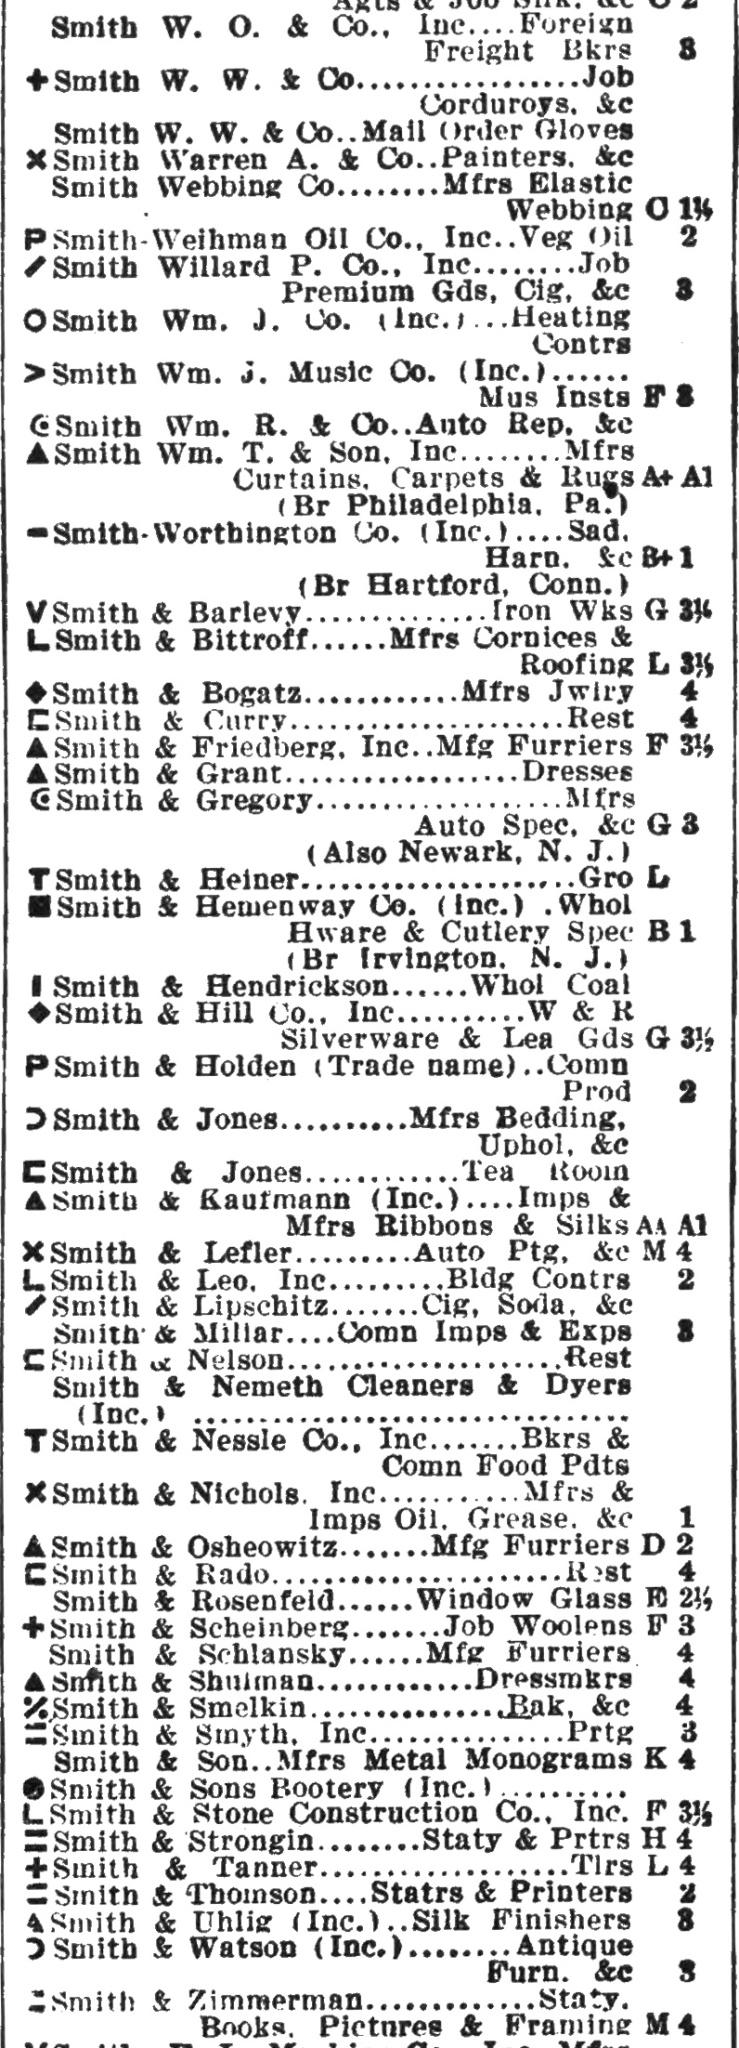 Agts & Job Silk, &c O 2
Smith W. O. & Co., Inc....Foreign
Freight Bkrs 3
+Smith W. W. & Co.................Job
Corduroys, &c
Smith W. W. & Co..Mail Order Gloves
×Smith Warren A. & Co..Painters, &c
Smith Webbing Co........Mfrs Elastic
Webbing O 1½
P Smith-Weihman Oil Co., Inc..Veg Oil 2
/ Smith Willard P. Co., Inc........Job
Premium Gds, Cig, &c 3
O Smith Wm. J. Co. (Inc.)...Heating
Contrs
> Smith Wm. J. Music Co. (Inc.)......
Mus Insts F 3
Smith Wm. R. & Co..Auto Rep, &c
▲Smith Wm. T. & Son, Inc........Mfrs
Curtains, Carpets & Rugs A+ A1
(Br Philadelphia, Pa.)
-Smith-Worthington Co. (Inc.)....Sad,
Harn, &c B+ 1
(Br Hartford, Conn.)
V Smith & Barlevy..............Iron Wks G 3½
L Smith & Bittroff......Mfrs Cornices &
Roofing L 3½
◆Smith & Bogatz............Mfrs Jwlry 4
⊏Smith & Curry.....................Rest 4
▲Smith & Friedberg, Inc..Mfg Furriers F 3½
▲Smith & Grant..................Dresses
Smith & Gregory...................Mfrs
Auto Spec, &c G 3
(Also Newark, N. J.)
T Smith & Heiner......................Gro L
■Smith & Hemenway Co. (Inc.) .Whol
Hware & Cutlery Spec B 1
(Br Irvington, N. J.)
I Smith & Hendrickson......Whol Coal
◆Smith & Hill Co., Inc..........W & R
Silverware & Lea Gds G 3½
P Smith & Holden (Trade name)..Comn
Prod 2
⊃Smith & Jones..........Mfrs Bedding,
Uphol, &c
⊏Smith & Jones............Tea Room
▲Smith & Kaufmann (Inc.)....Imps &
Mfrs Ribbons & Silks AA A1
×Smith & Lefler.........Auto Ptg, &c M 4
L Smith & Leo, Inc.........Bldg Contrs 2
/ Smith & Lipschitz.......Cig, Soda, &c
Smith & Millar....Comn Imps & Exps 3
⊏Smith & Nelson.....................Rest
Smith & Nemeth Cleaners & Dyers
(Inc.) .................................
T Smith & Nessle Co., Inc.......Bkrs &
Comn Food Pdts
×Smith & Nichols, Inc...........Mfrs &
Imps Oil, Grease, &c 1
▲Smith & Osheowitz.......Mfg Furriers D 2
⊏Smith & Rado.......................Rest 4
Smith & Rosenfeld......Window Glass E 2½
+Smith & Scheinberg.......Job Woolens F 3
Smith & Schlansky......Mfg Furriers 4
▲Smith & Shulman............Dressmkrs 4
٪Smith & Smelkin...............Bak, &c 4
=Smith & Smyth, Inc...............Prtg 3
Smith & Son..Mfrs Metal Monograms K 4
●Smith & Sons Bootery (Inc.)..........
L Smith & Stone Construction Co., Inc. F 3½
=Smith & Strongin........Staty & Prtrs H 4
+Smith & Tanner...................Tlrs L 4
=Smith & Thomson....Statrs & Printers 2
▲Smith & Uhlig (Inc.)..Silk Finishers 3
⊃Smith & Watson (Inc.)........Antique
Furn. &c 3
=Smith & Zimmerman.............Staty,
Books, Pictures & Framing M 4